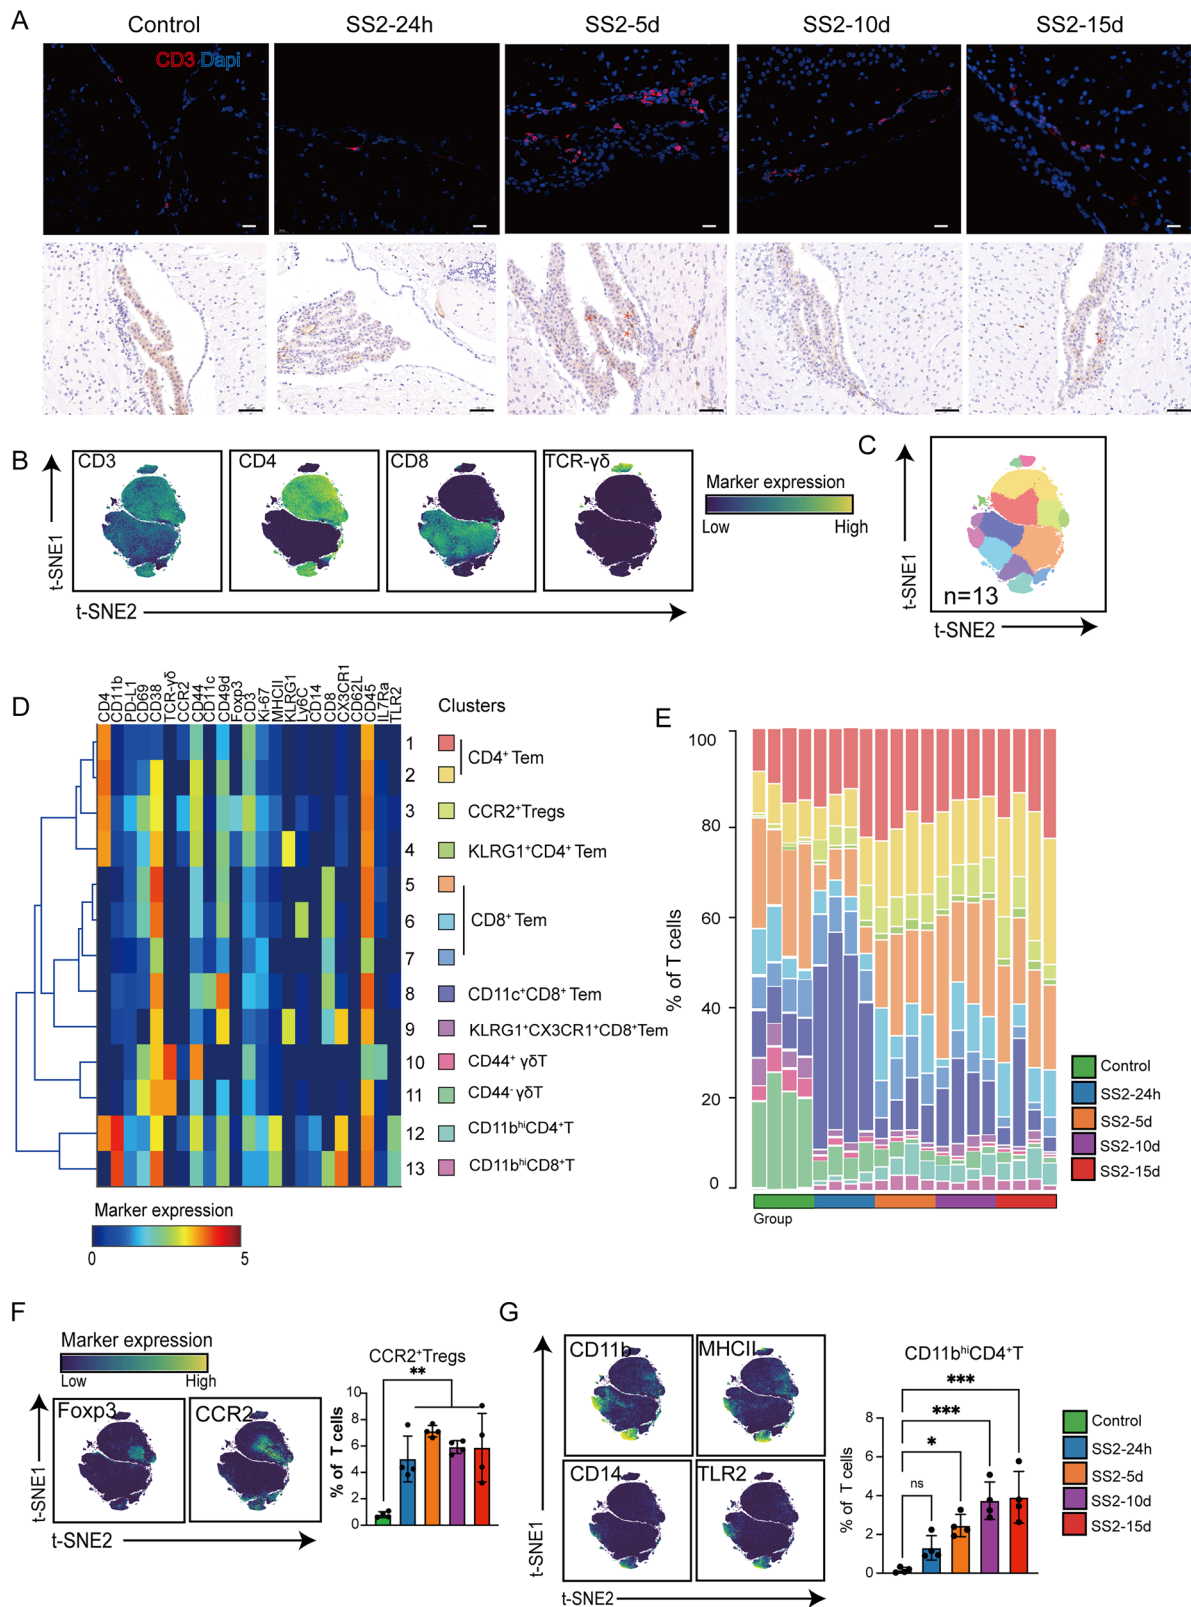 A
Control
SS2-24h
SS2-5d
SS2-10d
SS2-15d
CD3 Dapi
B
t-SNE1
CD3
CD4
CD8
TCR-γδ
t-SNE2
Marker expression
Low
High
C
t-SNE1
n=13
t-SNE2
D
CD4
CD11b
PD-L1
CD69
CD38
TCR-γδ
CCR2
CD44
CD11c
CD49d
Foxp3
CD3
Ki-67
MHCII
KLRG1
Ly6C
CD14
CD8
CX3CR1
CD62L
CD45
IL7Ra
TLR2
Clusters
1
2
CD4⁺ Tem
3
CCR2⁺Tregs
4
KLRG1⁺CD4⁺ Tem
5
6
CD8⁺ Tem
7
8
CD11c⁺CD8⁺ Tem
9
KLRG1⁺CX3CR1⁺CD8⁺Tem
10
CD44⁺ γδT
11
CD44⁻ γδT
12
CD11bʰⁱCD4⁺T
13
CD11bʰⁱCD8⁺T
Marker expression
0
5
E
% of T cells
100
80
60
40
20
0
Group
Control
SS2-24h
SS2-5d
SS2-10d
SS2-15d
F
Marker expression
Low
High
t-SNE1
Foxp3
CCR2
t-SNE2
CCR2⁺Tregs
**
% of T cells
10
8
6
4
2
0
G
t-SNE1
CD11b
MHCII
CD14
TLR2
t-SNE2
CD11bʰⁱCD4⁺T
***
***
*
ns
% of T cells
8
6
4
2
0
Control
SS2-24h
SS2-5d
SS2-10d
SS2-15d